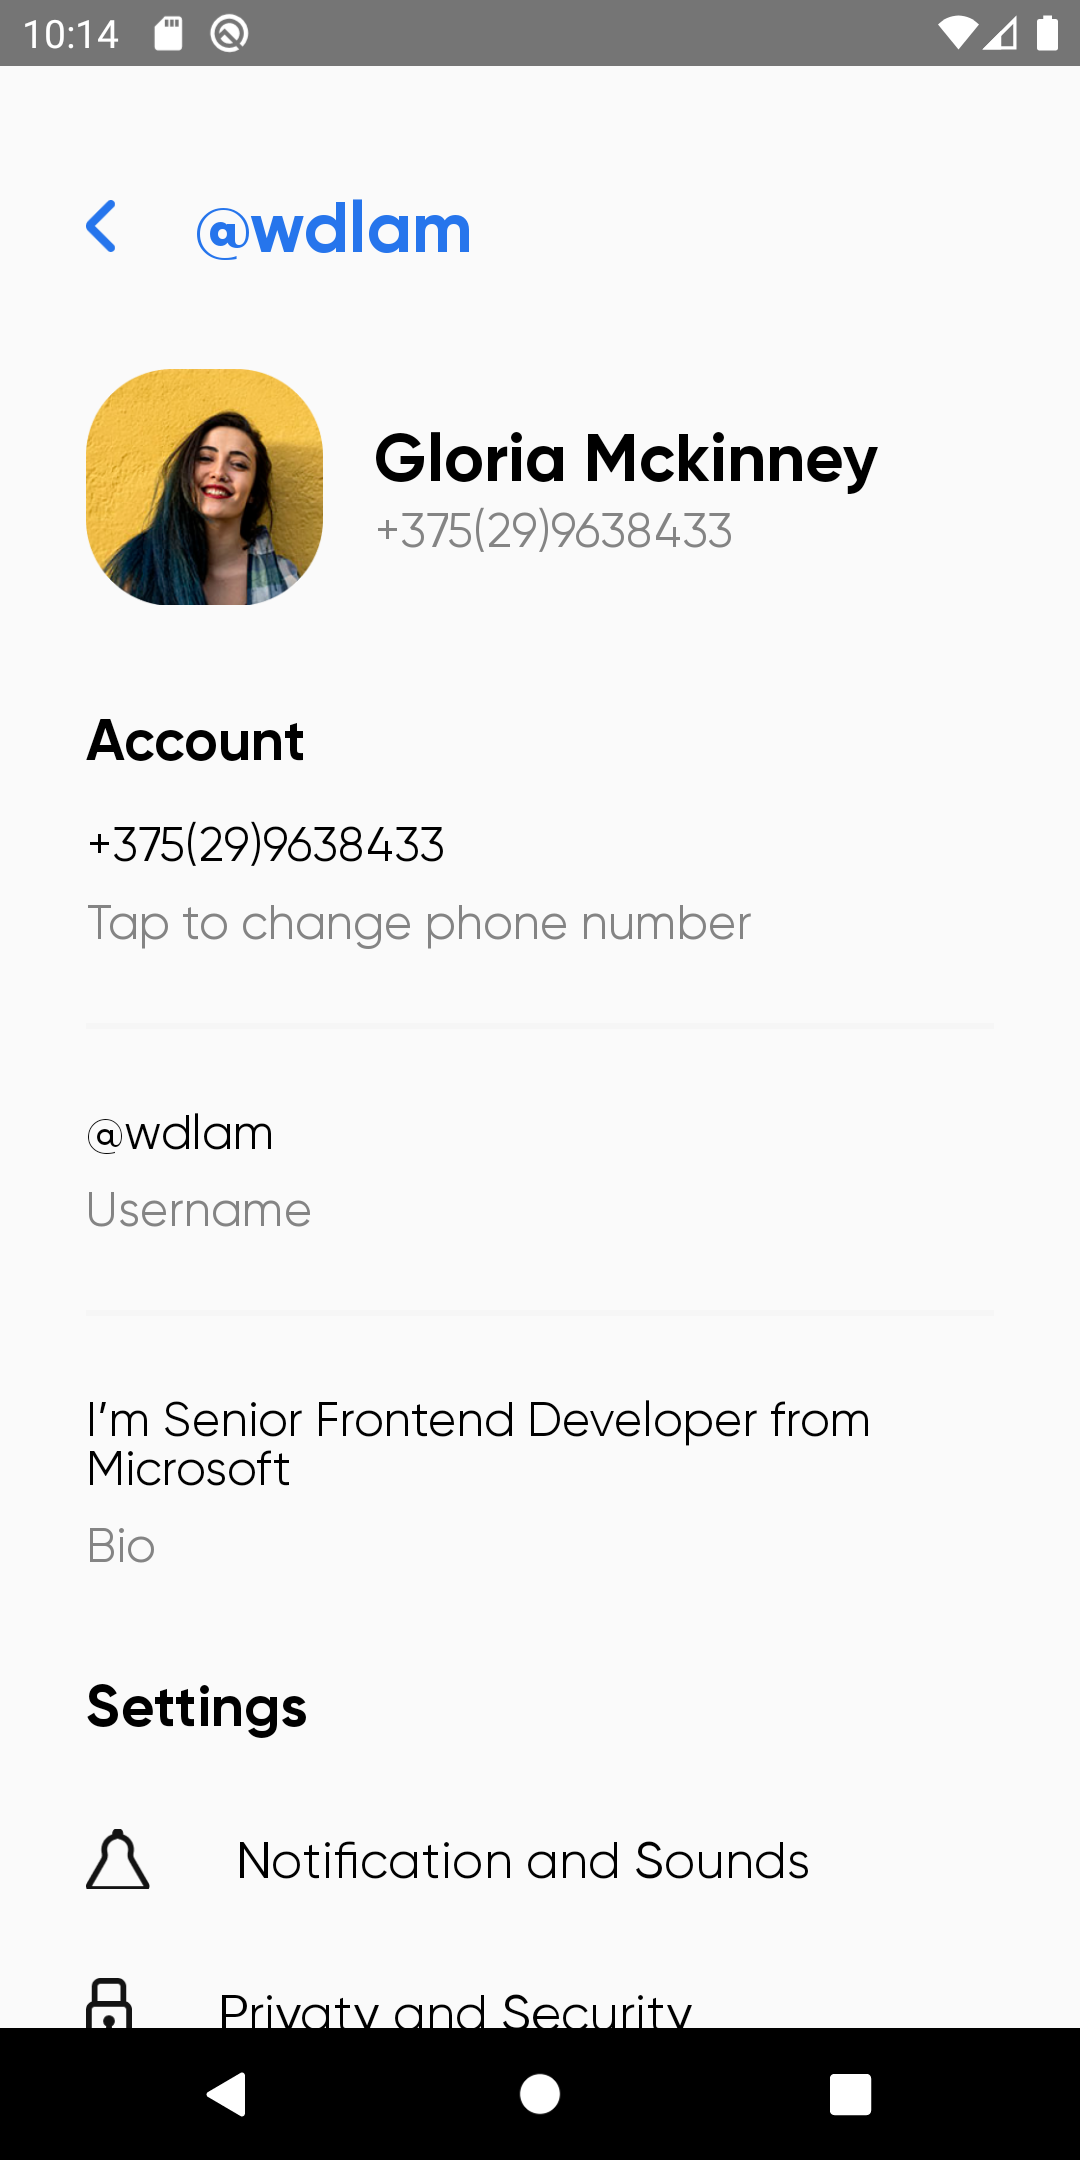 10:14
@wdlam
Gloria Mckinney
+375(29)9638433
Account
+375(29)9638433
Tap to change phone number
@wdlam
Username
I’m Senior Frontend Developer from
Microsoft
Bio
Settings
Notification and Sounds
Privaty and Security